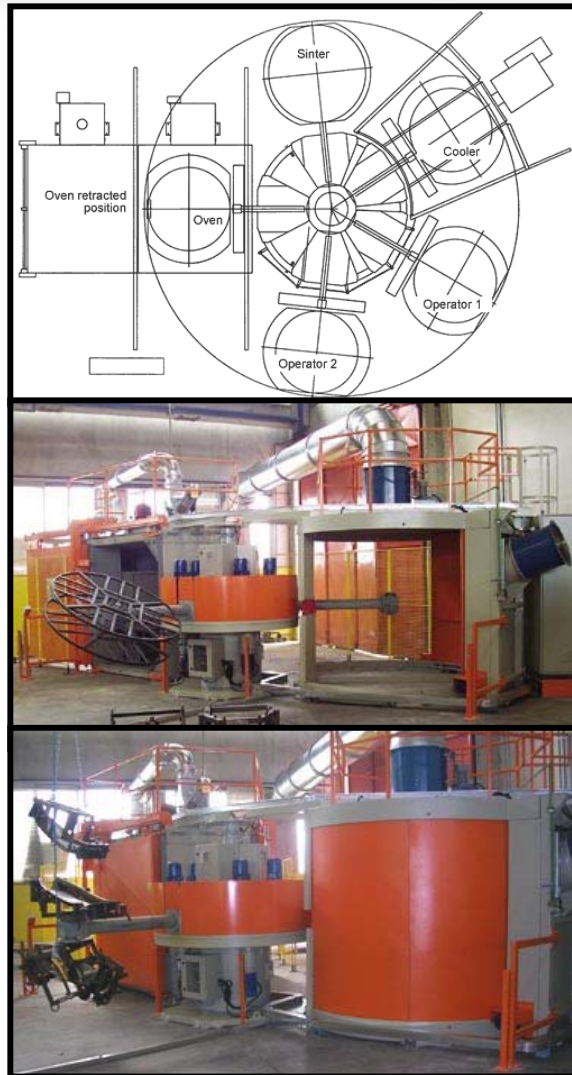 Sinter
Cooler
Oven retracted
position
Oven
Operator 1
Operator 2